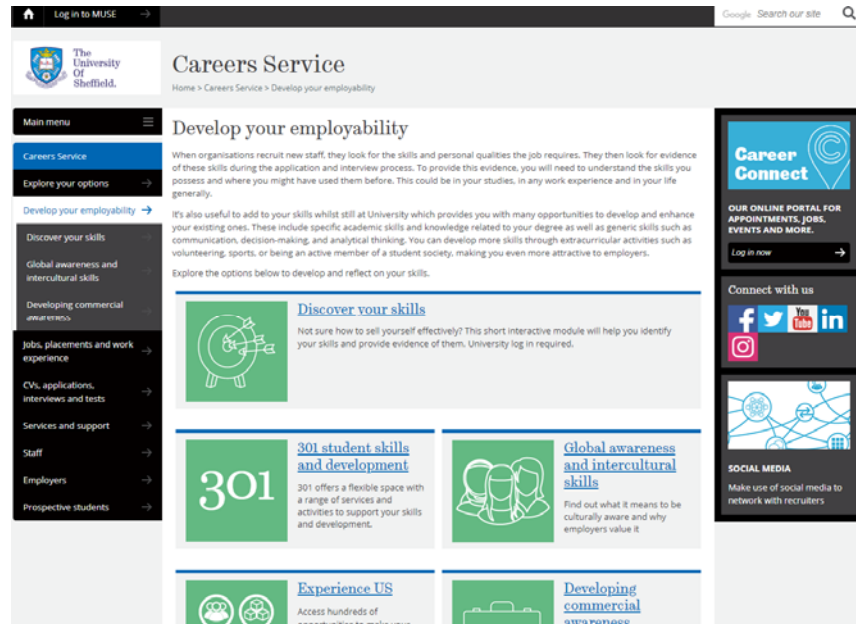 Log in to MUSE
Google Search our site
The
University
Of
Sheffield.
Careers Service
Home > Careers Service > Develop your employability
Main menu
Careers Service
Explore your options
Develop your employability
Discover your skills
Global awareness and
intercultural skills
Developing commercial
awareness
Jobs, placements and work
experience
CVs, applications,
interviews and tests
Services and support
Staff
Employers
Prospective students
Develop your employability
When organisations recruit new staff, they look for the skills and personal qualities the job requires. They then look for evidence
of these skills during the application and interview process. To provide this evidence, you will need to understand the skills you
possess and where you might have used them before. This could be in your studies, in any work experience and in your life
generally.
It's also useful to add to your skills whilst still at University which provides you with many opportunities to develop and enhance
your existing ones. These include specific academic skills and knowledge related to your degree as well as generic skills such as
communication, decision-making, and analytical thinking. You can develop more skills through extracurricular activities such as
volunteering, sports, or being an active member of a student society, making you even more attractive to employers.
Explore the options below to develop and reflect on your skills.
Discover your skills
Not sure how to sell yourself effectively? This short interactive module will help you identify
your skills and provide evidence of them. University log in required.
301
301 student skills
and development
301 offers a flexible space with
a range of services and
activities to support your skills
and development.
Global awareness
and intercultural
skills
Find out what it means to be
culturally aware and why
employers value it
Experience US
Access hundreds of
opportunities to make your
Developing
commercial
awareness
Career
Connect
OUR ONLINE PORTAL FOR
APPOINTMENTS, JOBS,
EVENTS AND MORE.
Log in now
Connect with us
You
Tube
in
SOCIAL MEDIA
Make use of social media to
network with recruiters